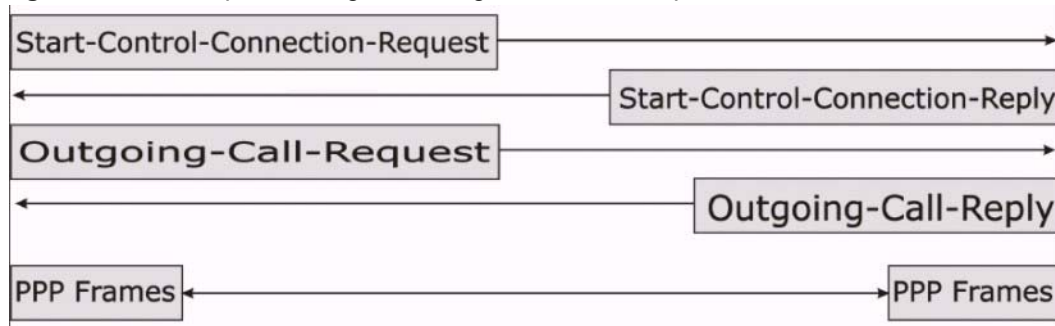 Start-Control-Connection-Request
Start-Control-Connection-Reply
Outgoing-Call-Request
Outgoing-Call-Reply
PPP Frames
PPP Frames